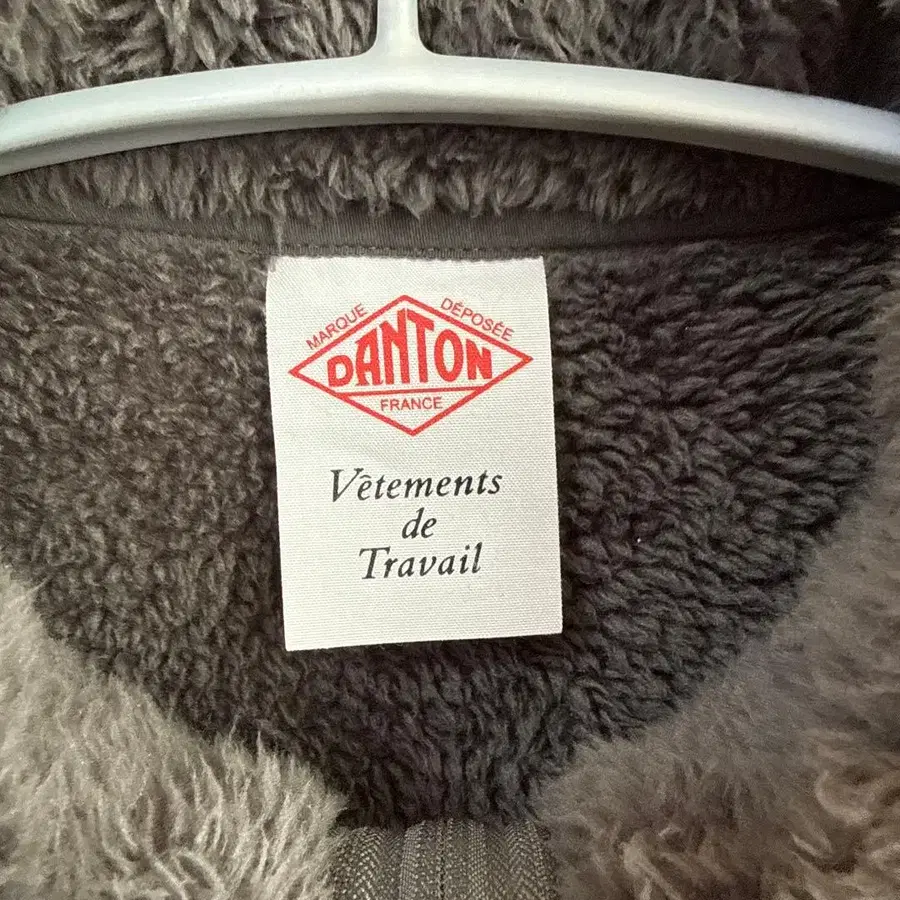 MARQUE DÉPOSÉE
DANTON
FRANCE
Vêtements
de
Travail